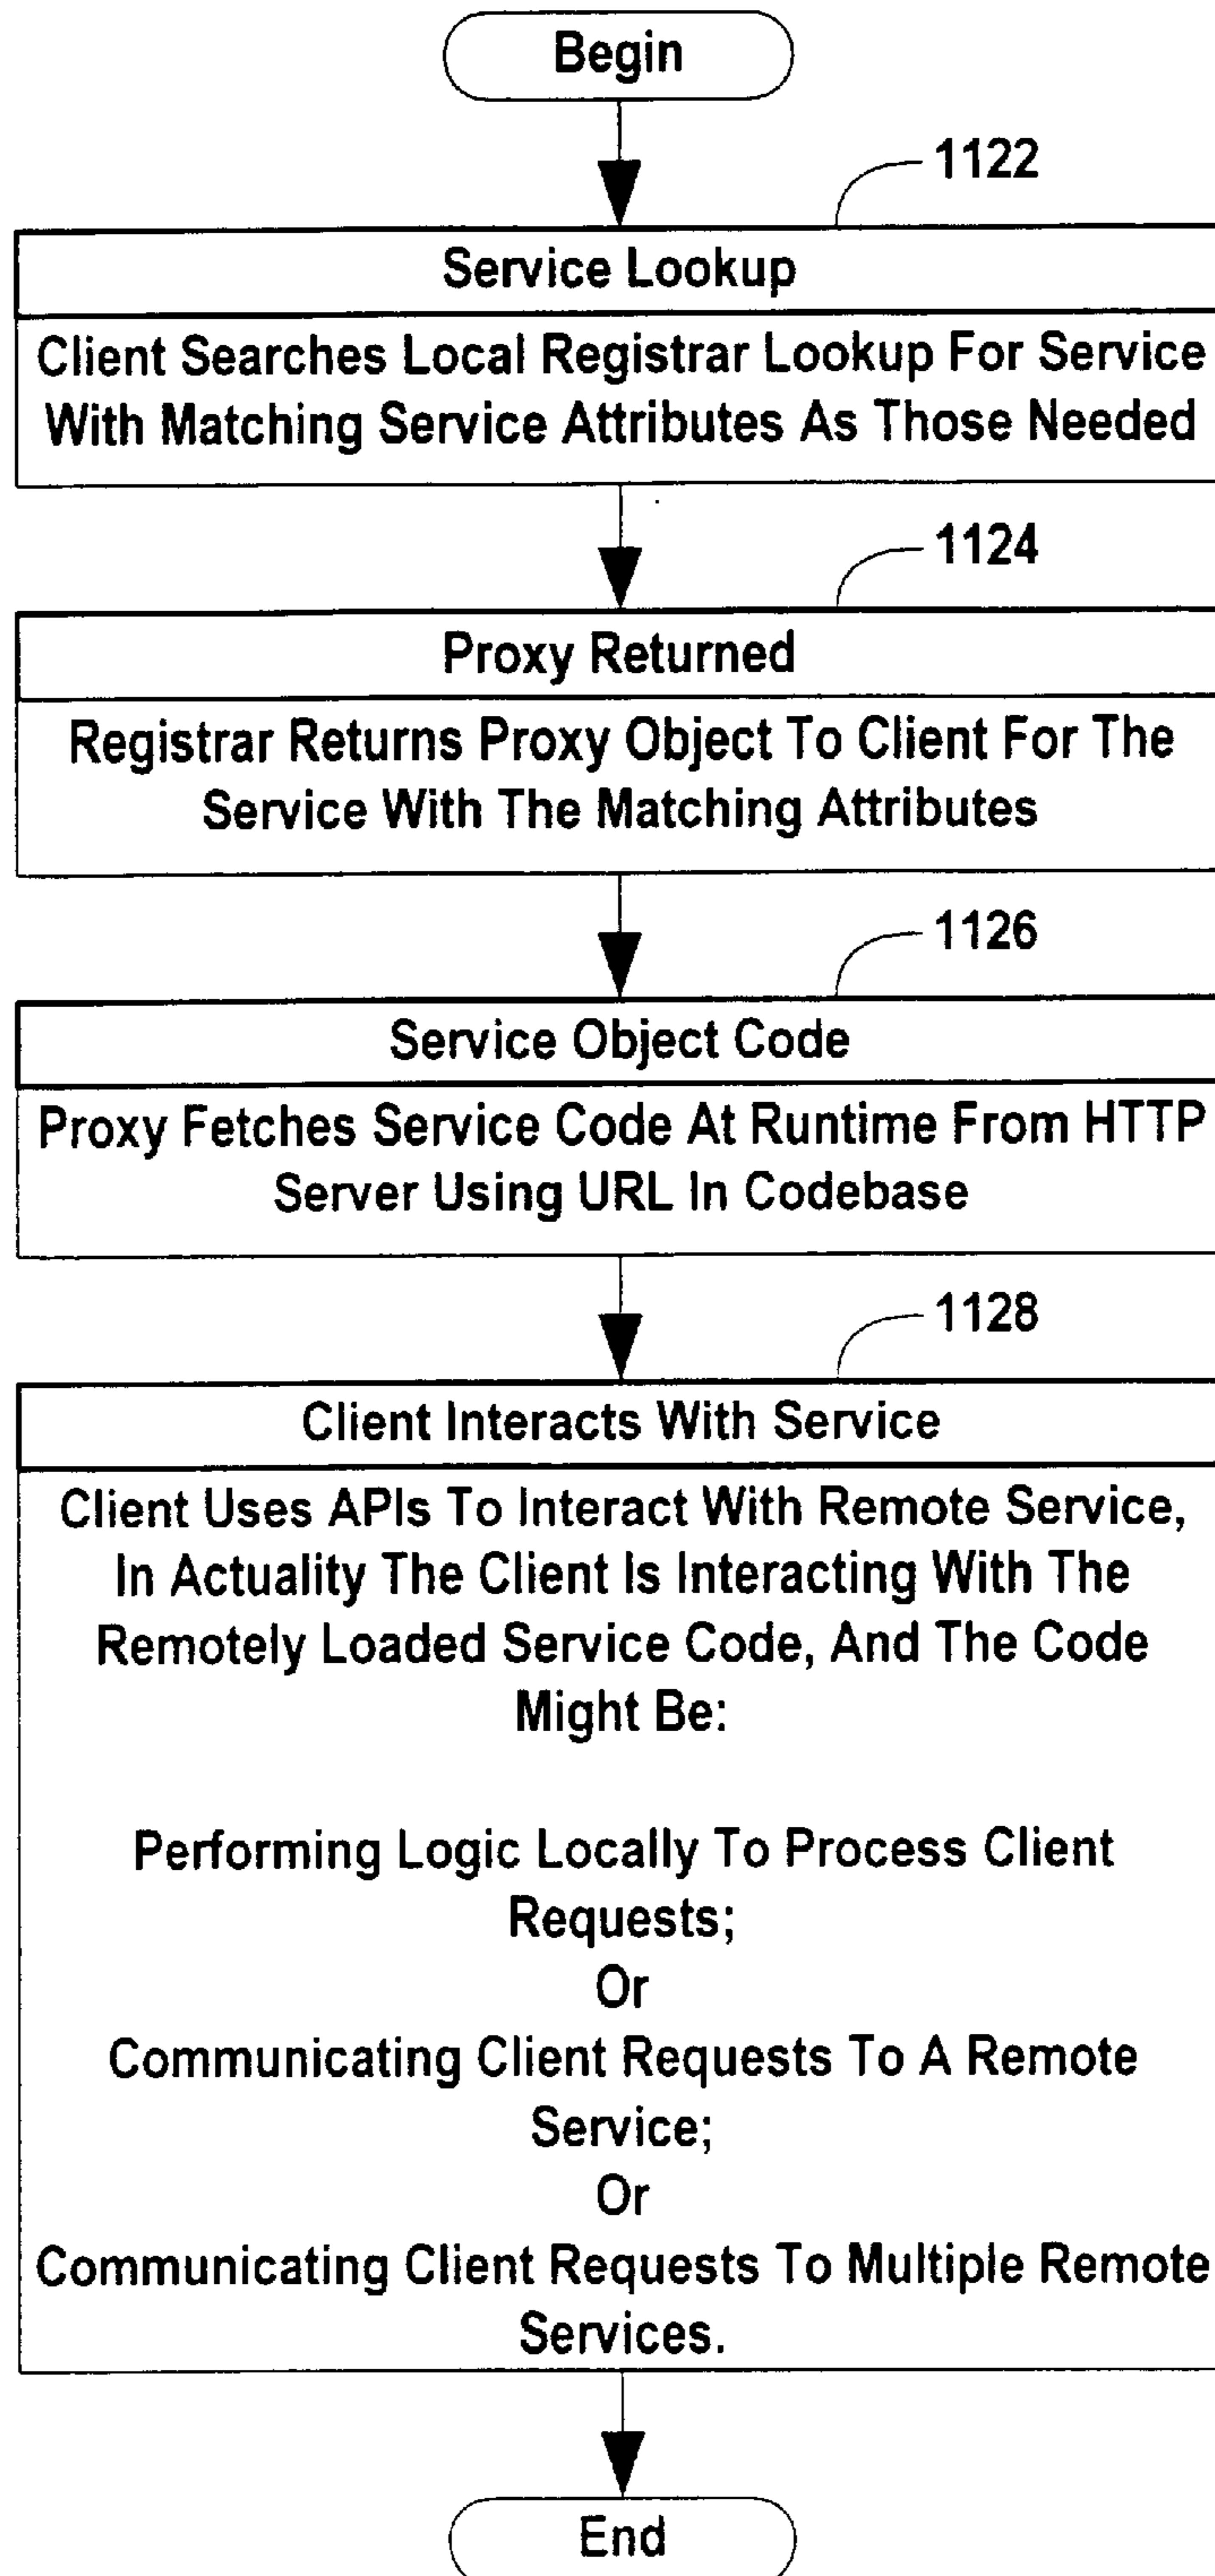 Begin
1122
Service Lookup
Client Searches Local Registrar Lookup For Service
With Matching Service Attributes As Those Needed
1124
Proxy Returned
Registrar Returns Proxy Object To Client For The
Service With The Matching Attributes
1126
Service Object Code
Proxy Fetches Service Code At Runtime From HTTP
Server Using URL In Codebase
1128
Client Interacts With Service
Client Uses APIs To Interact With Remote Service,
In Actuality The Client Is Interacting With The
Remotely Loaded Service Code, And The Code
Might Be:
Performing Logic Locally To Process Client
Requests;
Or
Communicating Client Requests To A Remote
Service;
Or
Communicating Client Requests To Multiple Remote
Services.
End